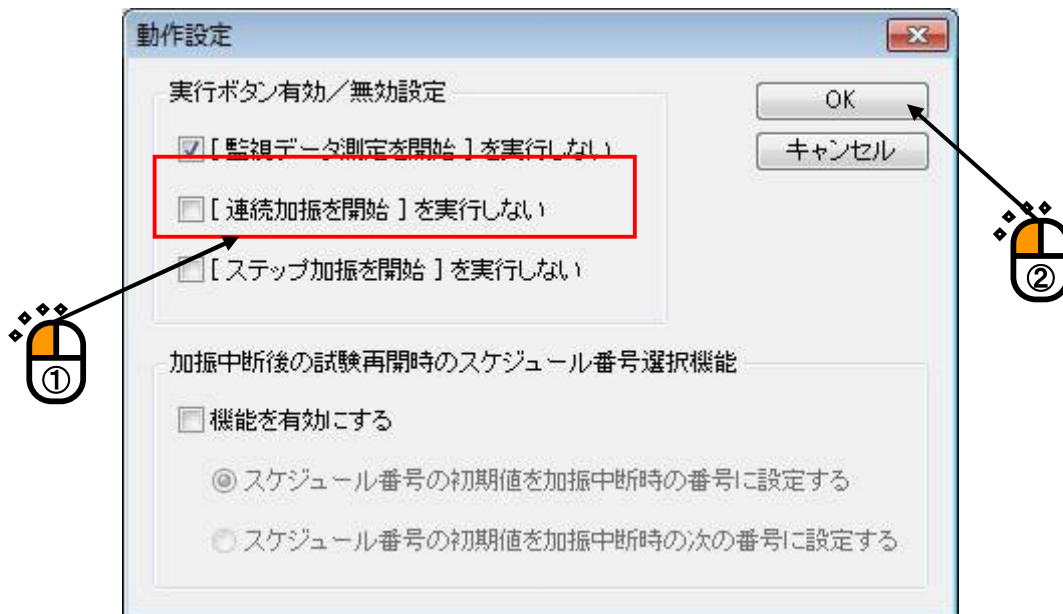 動作設定
実行ボタン有効／無効設定
[ 監視データ測定を開始 ] を実行しない
[ 連続加振を開始 ] を実行しない
[ ステップ加振を開始 ] を実行しない
OK
キャンセル
①
②
加振中断後の試験再開時のスケジュール番号選択機能
機能を有効にする
スケジュール番号の初期値を加振中断時の番号に設定する
スケジュール番号の初期値を加振中断時の次の番号に設定する